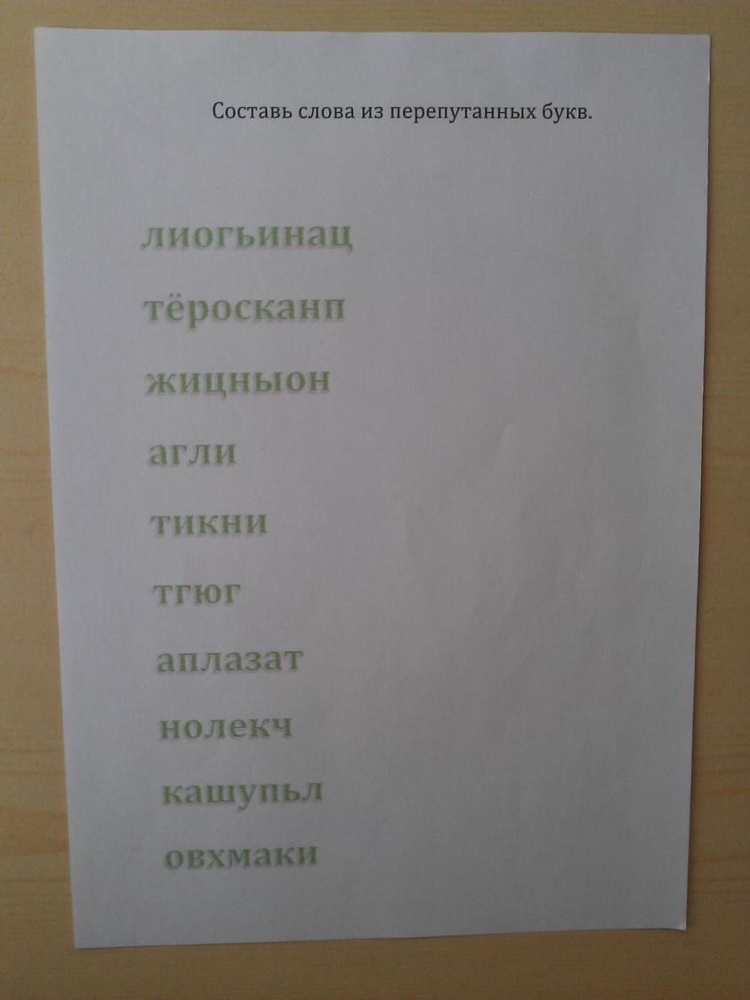 Составь слова из перепутанных букв.
лиогьинац
тёросканп
жицныон
агли
тикни
тгюг
аплазат
нолекч
кашупьл
овхмаки